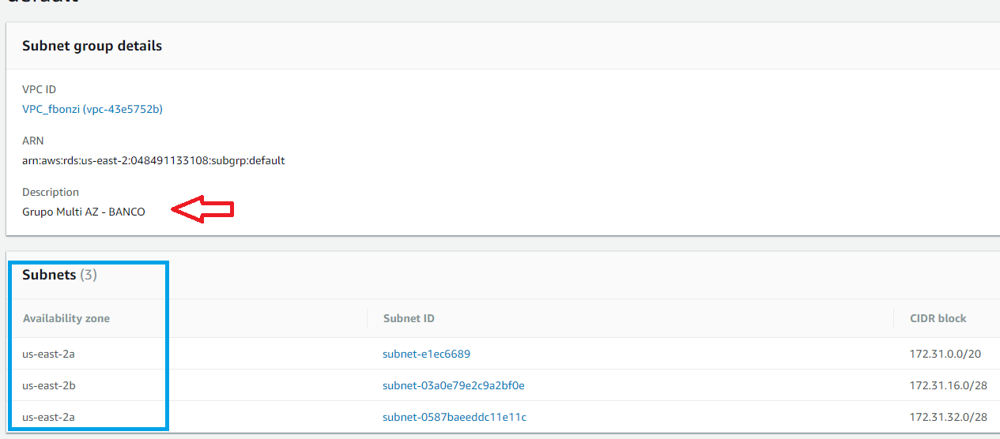 default
Subnet group details
VPC ID
VPC_fbonzi (vpc-43e5752b)
ARN
arn:aws:rds:us-east-2:048491133108:subgrp:default
Description
Grupo Multi AZ - BANCO
Subnets (3)
Availability zone Subnet ID CIDR block
us-east-2a subnet-e1ec6689 172.31.0.0/20
us-east-2b subnet-03a0e79e2c9a2bf0e 172.31.16.0/28
us-east-2a subnet-0587baeeddc11e11c 172.31.32.0/28